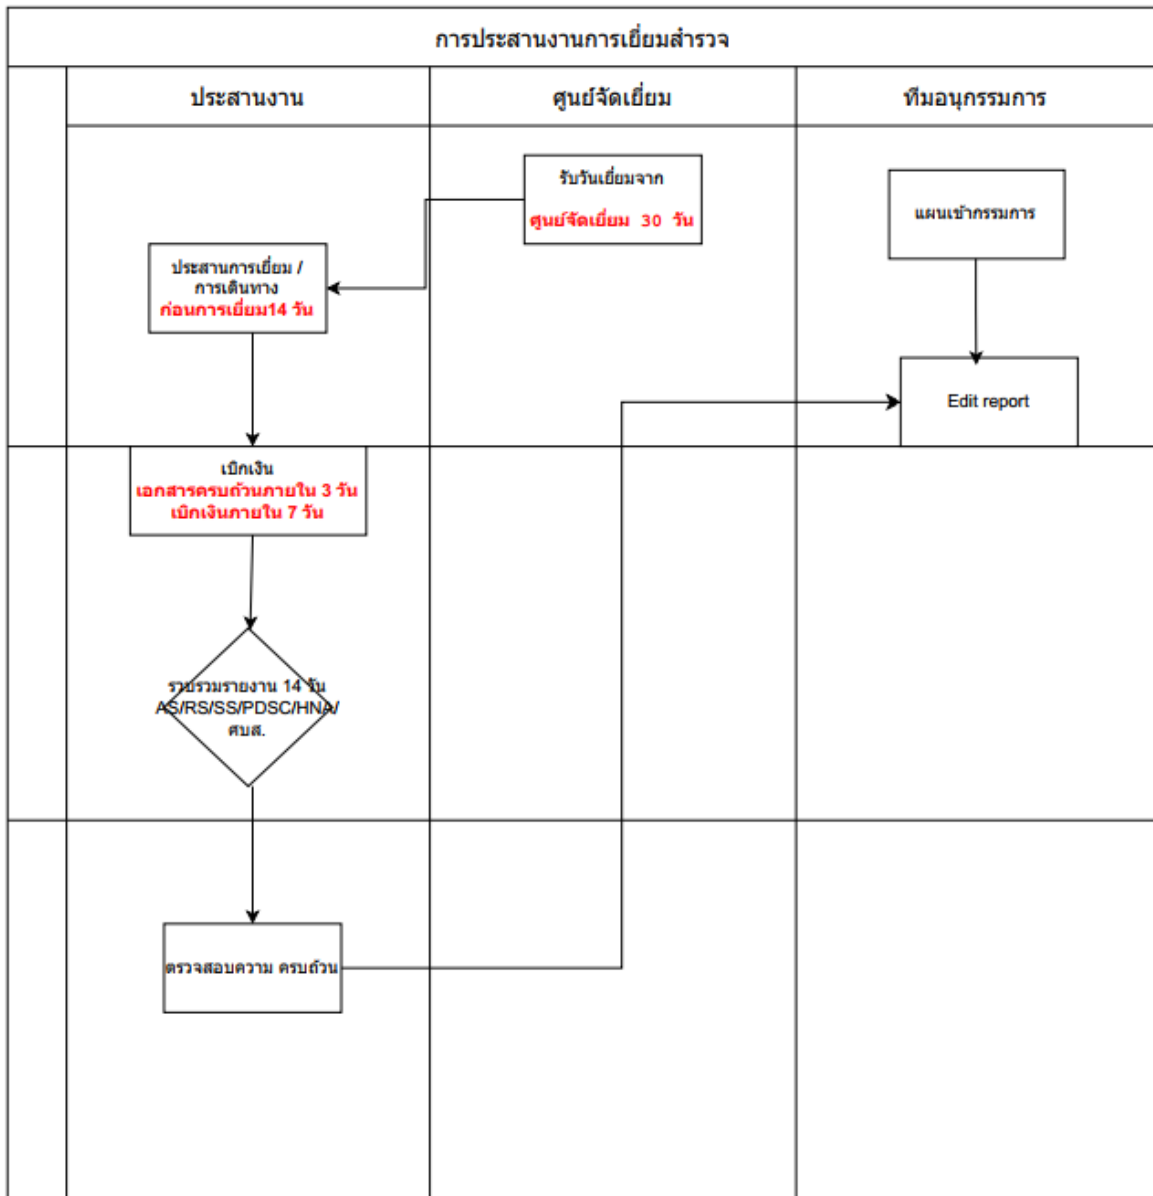 การประสานงานการเยี่ยมสำรวจ
ประสานงาน
ศูนย์จัดเยี่ยม
ทีมอนุกรรมการ
รับวันเยี่ยมจาก
ศูนย์จัดเยี่ยม 30 วัน
แผนเข้ากรรมการ
ประสานการเยี่ยม /
การเดินทาง
ก่อนการเยี่ยม14 วัน
Edit report
เบิกเงิน
เอกสารครบถ้วนภายใน 3 วัน
เบิกเงินภายใน 7 วัน
รวบรวมรายงาน 14 วัน
AS/RS/SS/PDSC/HNA/
ศบส.
ตรวจสอบความ ครบถ้วน